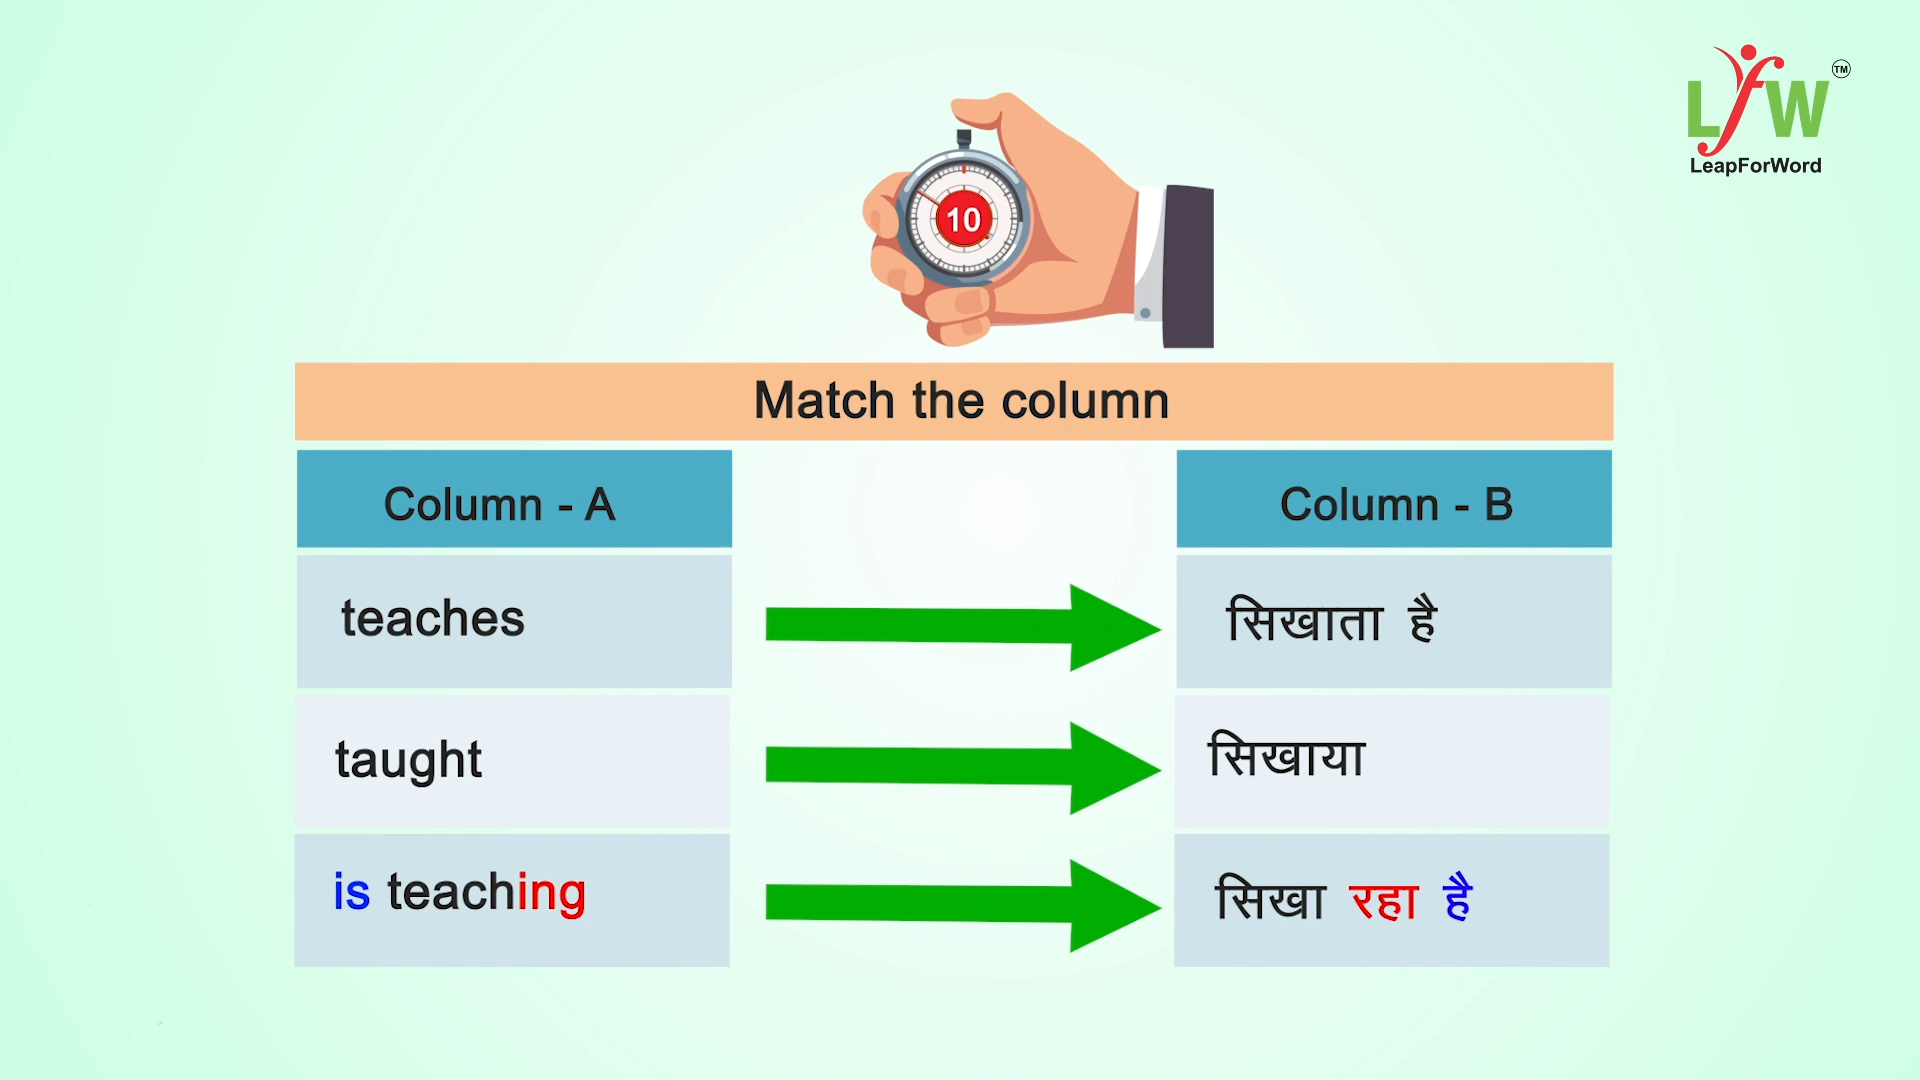 LfW TM
LeapForWord
10
Match the column
Column - A
Column - B
teaches
सिखाता है
taught
सिखाया
is teaching
सिखा रहा है